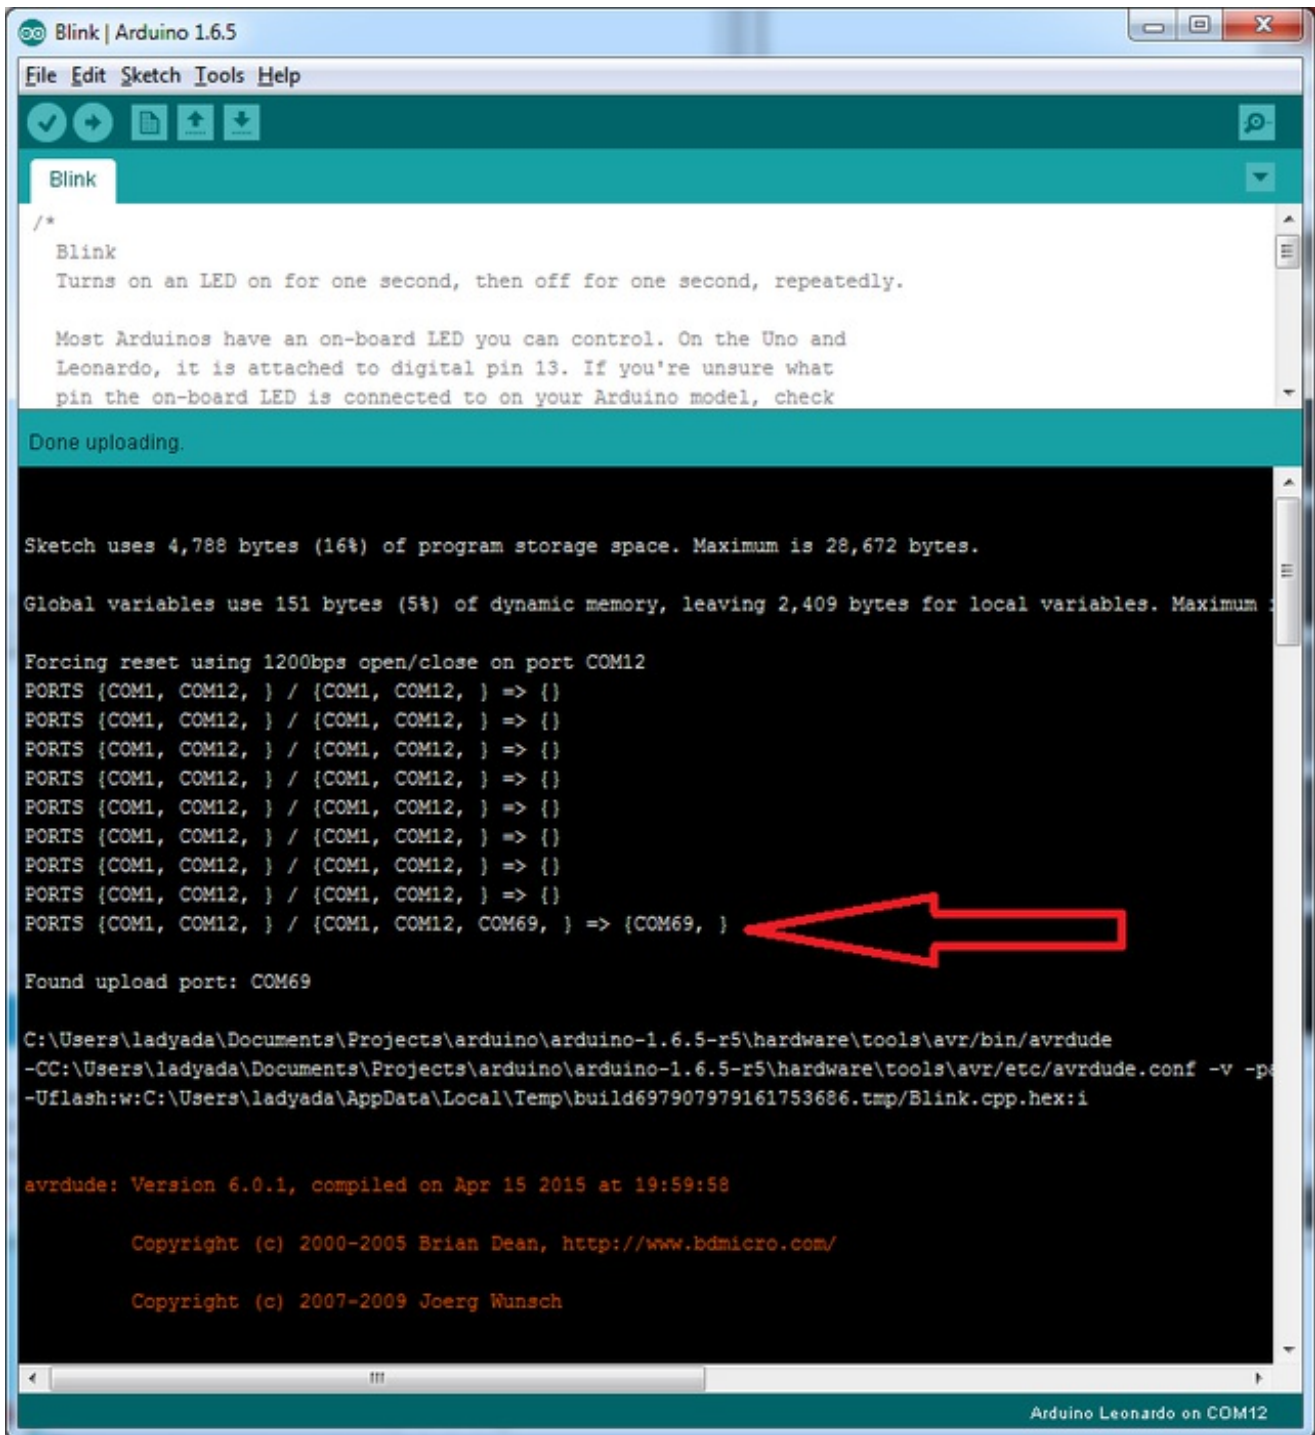 Blink | Arduino 1.6.5
File Edit Sketch Tools Help
Blink
/*
Blink
Turns on an LED on for one second, then off for one second, repeatedly.
Most Arduinos have an on-board LED you can control. On the Uno and
Leonardo, it is attached to digital pin 13. If you're unsure what
pin the on-board LED is connected to on your Arduino model, check
Done uploading.
Sketch uses 4,788 bytes (16%) of program storage space. Maximum is 28,672 bytes.
Global variables use 151 bytes (5%) of dynamic memory, leaving 2,409 bytes for local variables. Maximum
Forcing reset using 1200bps open/close on port COM12
PORTS {COM1, COM12, } / {COM1, COM12, } => {}
PORTS {COM1, COM12, } / {COM1, COM12, } => {}
PORTS {COM1, COM12, } / {COM1, COM12, } => {}
PORTS {COM1, COM12, } / {COM1, COM12, } => {}
PORTS {COM1, COM12, } / {COM1, COM12, } => {}
PORTS {COM1, COM12, } / {COM1, COM12, } => {}
PORTS {COM1, COM12, } / {COM1, COM12, } => {}
PORTS {COM1, COM12, } / {COM1, COM12, } => {}
PORTS {COM1, COM12, } / {COM1, COM12, COM69, } => {COM69, }
Found upload port: COM69
C:\Users\ladyada\Documents\Projects\arduino\arduino-1.6.5-r5\hardware\tools\avr/bin/avrdude
-CC:\Users\ladyada\Documents\Projects\arduino\arduino-1.6.5-r5\hardware\tools\avr/etc/avrdude.conf -v -pa
-Uflash:w:C:\Users\ladyada\AppData\Local\Temp\build697907979161753686.tmp/Blink.cpp.hex:i
avrdude: Version 6.0.1, compiled on Apr 15 2015 at 19:59:58
Copyright (c) 2000-2005 Brian Dean, http://www.bdmicro.com/
Copyright (c) 2007-2009 Joerg Wunsch
Arduino Leonardo on COM12